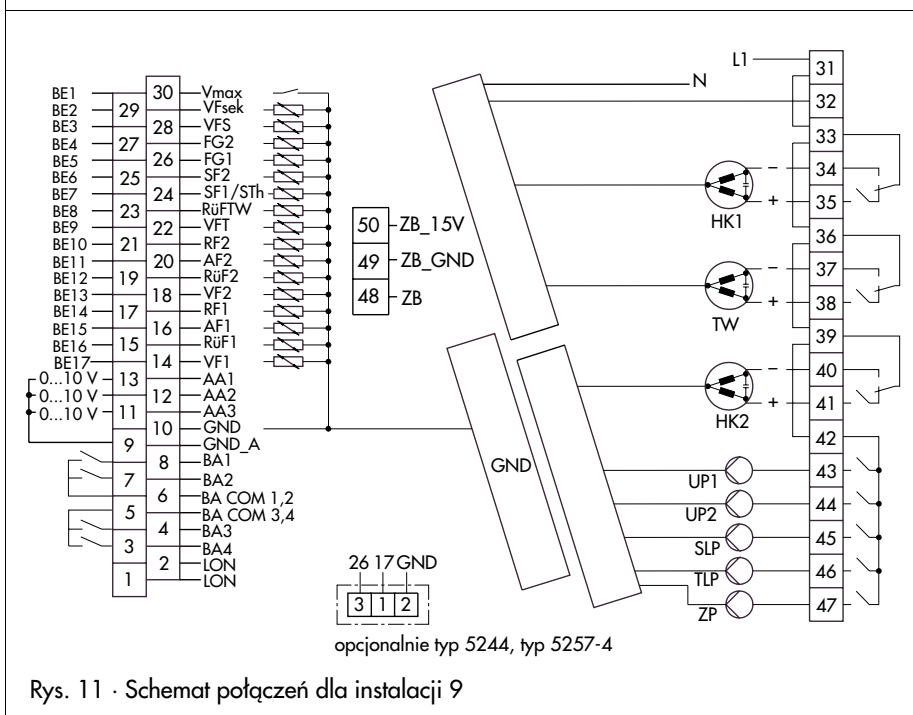 BE1
BE2
BE3
BE4
BE5
BE6
BE7
BE8
BE9
BE10
BE11
BE12
BE13
BE14
BE15
BE16
BE17
0...10 V
0...10 V
0...10 V
30
29
28
27
26
25
24
23
22
21
20
19
18
17
16
15
14
13
12
11
10
9
8
7
6
5
4
3
2
1
Vmax
VFsek
VFS
FG2
FG1
SF2
SF1/STh
RüFTW
VFT
RF2
AF2
RüF2
VF2
RF1
AF1
RüF1
VF1
AA1
AA2
AA3
GND
GND_A
BA1
BA2
BA COM 1,2
BA COM 3,4
BA3
BA4
LON
LON
50 ZB_15V
49 ZB_GND
48 ZB
GND
26 17 GND
3 1 2
opcjonalnie typ 5244, typ 5257-4
N
L1
HK1
– 
+
TW
–
+
HK2
–
+
UP1
UP2
SLP
TLP
ZP
31
32
33
34
35
36
37
38
39
40
41
42
43
44
45
46
47
Rys. 11 · Schemat połączeń dla instalacji 9